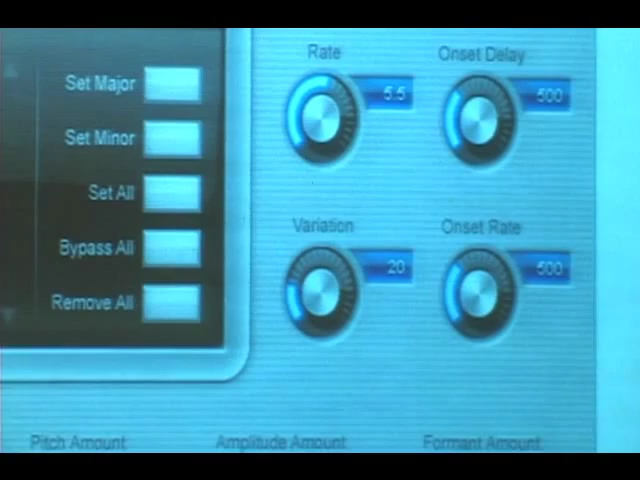 Rate
5.5
Onset Delay
500
Set Major
Set Minor
Set All
Bypass All
Remove All
Variation
20
Onset Rate
500
Pitch Amount
Amplitude Amount
Formant Amount